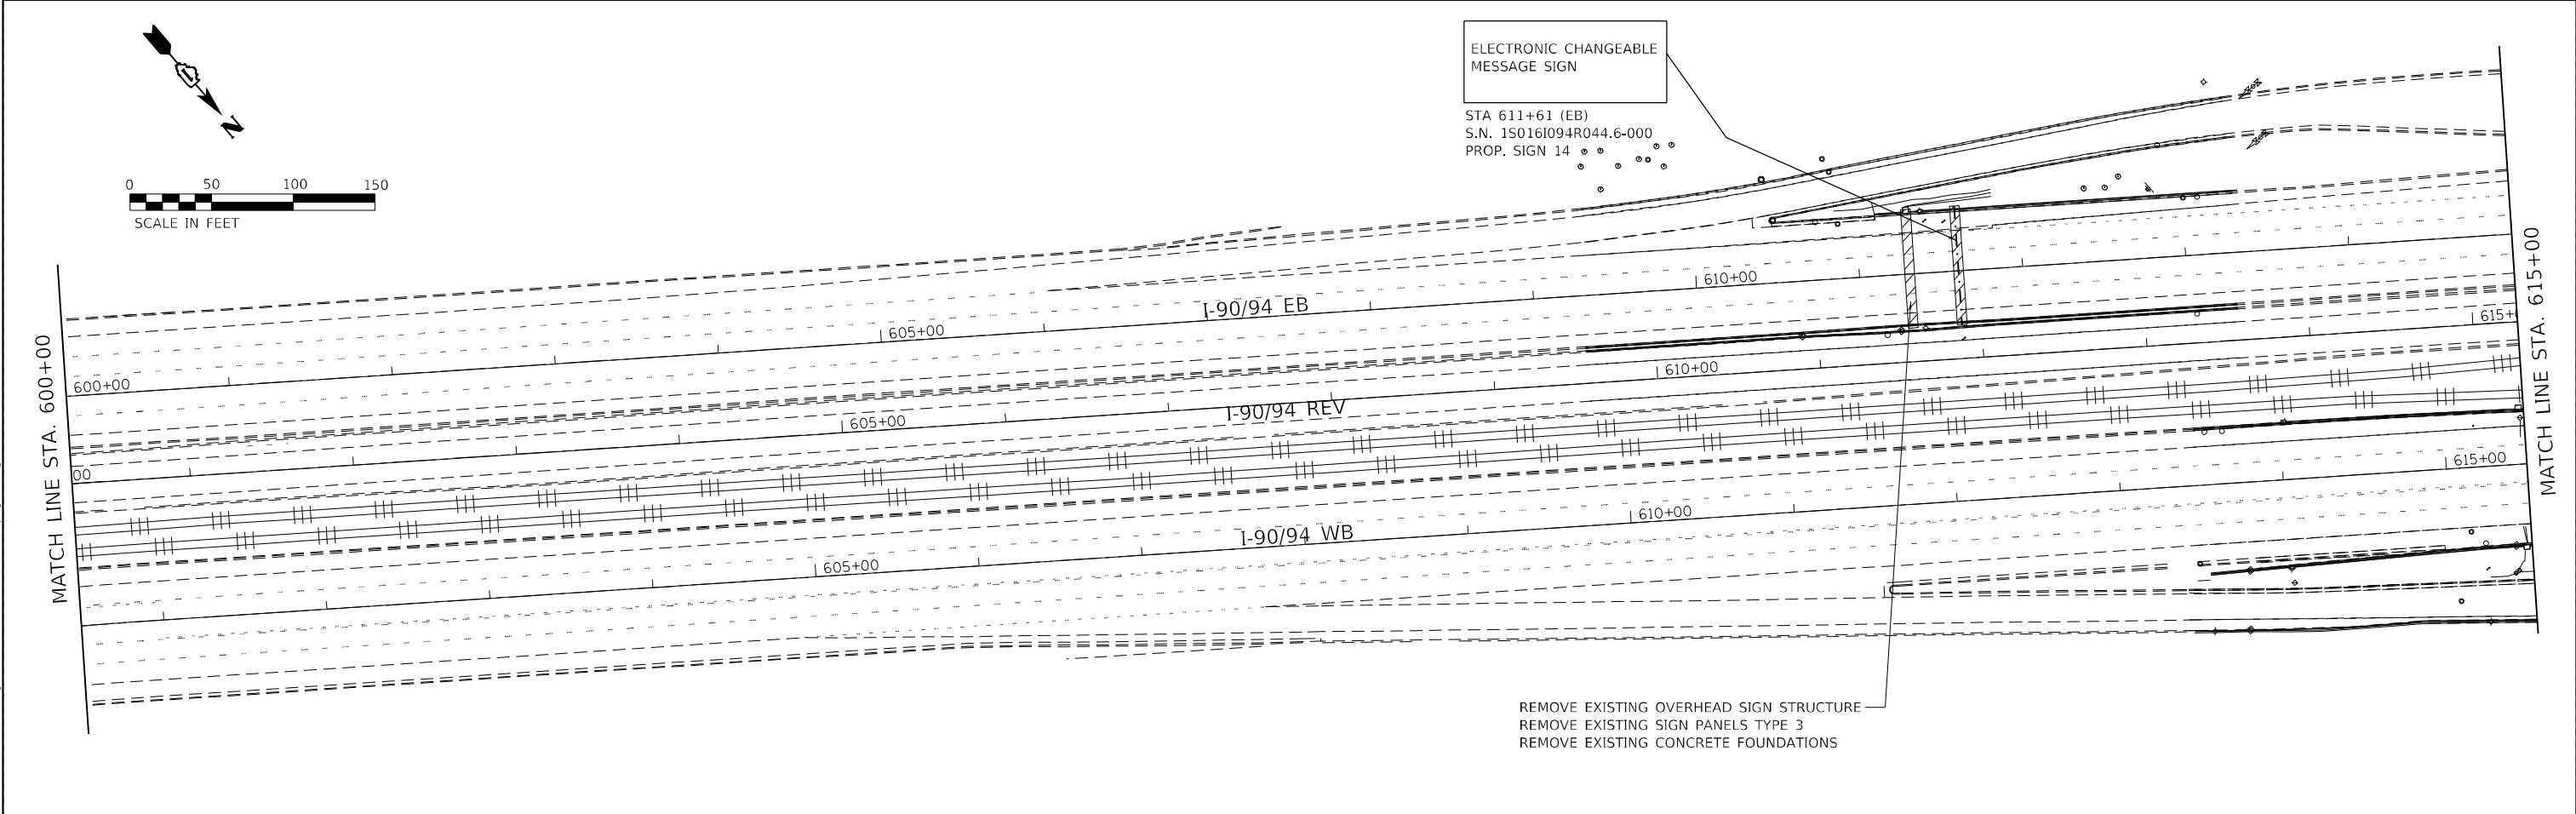 ELECTRONIC CHANGEABLE
MESSAGE SIGN
STA 611+61 (EB)
S.N. 1S016I094R044.6-000
PROP. SIGN 14
N
0 50 100 150
SCALE IN FEET
MATCH LINE STA. 600+00
MATCH LINE STA. 615+00
600+00
605+00
I-90/94 EB
610+00
615+
00
605+00
I-90/94 REV
610+00
615+00
605+00
I-90/94 WB
610+00
REMOVE EXISTING OVERHEAD SIGN STRUCTURE
REMOVE EXISTING SIGN PANELS TYPE 3
REMOVE EXISTING CONCRETE FOUNDATIONS